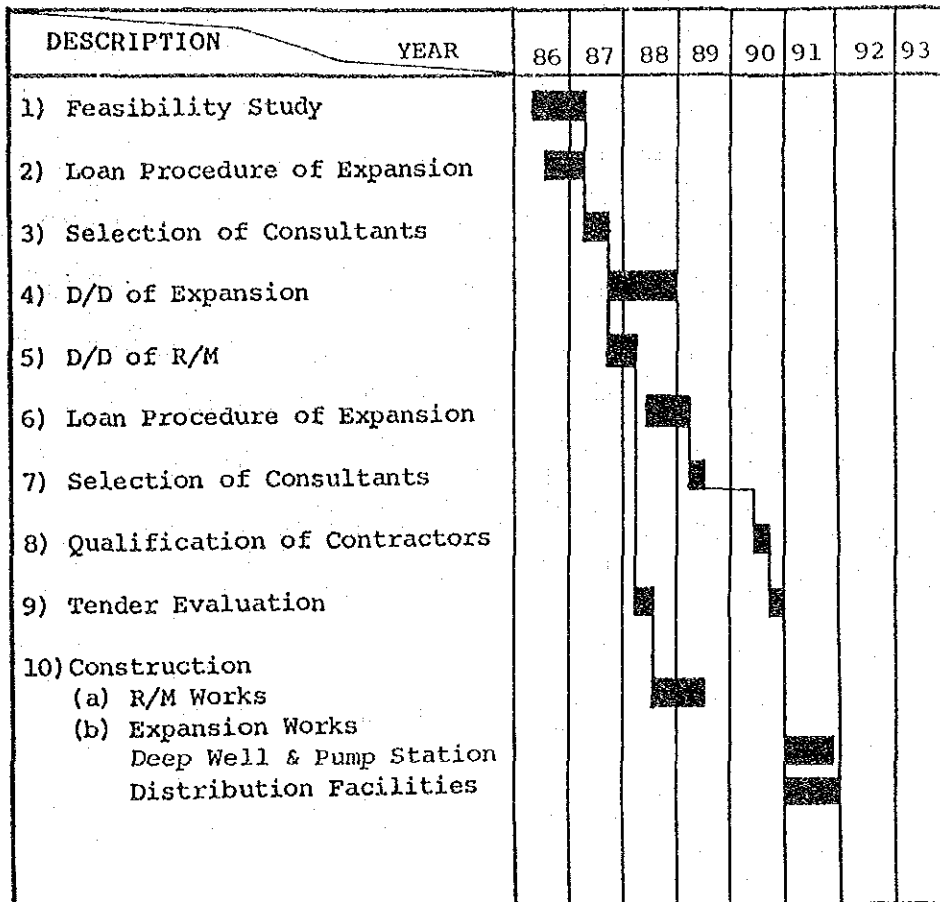 DESCRIPTION YEAR 86 87 88 89 90 91 92 93
1) Feasibility Study
2) Loan Procedure of Expansion
3) Selection of Consultants
4) D/D of Expansion
5) D/D of R/M
6) Loan Procedure of Expansion
7) Selection of Consultants
8) Qualification of Contractors
9) Tender Evaluation
10) Construction
(a) R/M Works
(b) Expansion Works
Deep Well & Pump Station
Distribution Facilities